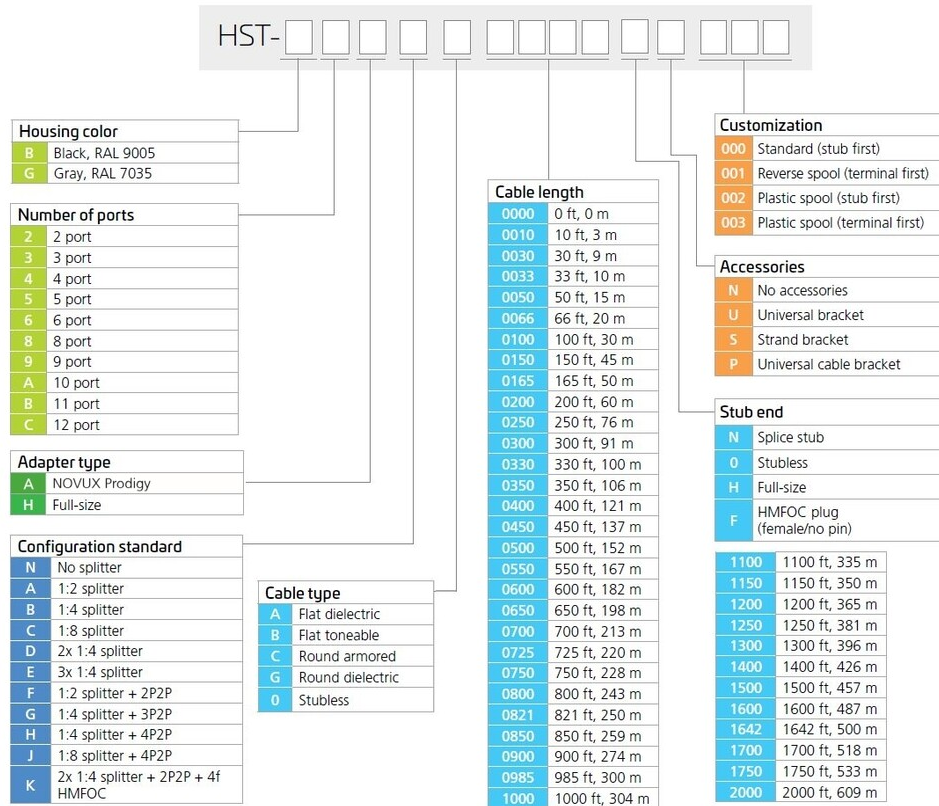 HST-
Housing color
B Black, RAL 9005
G Gray, RAL 7035
Number of ports
2 2 port
3 3 port
4 4 port
5 5 port
6 6 port
8 8 port
9 9 port
A 10 port
B 11 port
C 12 port
Adapter type
A NOVUX Prodigy
H Full-size
Configuration standard
N No splitter
A 1:2 splitter
B 1:4 splitter
C 1:8 splitter
D 2x 1:4 splitter
E 3x 1:4 splitter
F 1:2 splitter + 2P2P
G 1:4 splitter + 3P2P
H 1:4 splitter + 4P2P
J 1:8 splitter + 4P2P
K 2x 1:4 splitter + 2P2P + 4f
HMFOC
Cable type
A Flat dielectric
B Flat toneable
C Round armored
G Round dielectric
0 Stubless
Cable length
0000 0 ft, 0 m
0010 10 ft, 3 m
0030 30 ft, 9 m
0033 33 ft, 10 m
0050 50 ft, 15 m
0066 66 ft, 20 m
0100 100 ft, 30 m
0150 150 ft, 45 m
0165 165 ft, 50 m
0200 200 ft, 60 m
0250 250 ft, 76 m
0300 300 ft, 91 m
0330 330 ft, 100 m
0350 350 ft, 106 m
0400 400 ft, 121 m
0450 450 ft, 137 m
0500 500 ft, 152 m
0550 550 ft, 167 m
0600 600 ft, 182 m
0650 650 ft, 198 m
0700 700 ft, 213 m
0725 725 ft, 220 m
0750 750 ft, 228 m
0800 800 ft, 243 m
0821 821 ft, 250 m
0850 850 ft, 259 m
0900 900 ft, 274 m
0985 985 ft, 300 m
1000 1000 ft, 304 m
Customization
000 Standard (stub first)
001 Reverse spool (terminal first)
002 Plastic spool (stub first)
003 Plastic spool (terminal first)
Accessories
N No accessories
U Universal bracket
S Strand bracket
P Universal cable bracket
Stub end
N Splice stub
0 Stubless
H Full-size
F HMFOC plug
(female/no pin)
1100 1100 ft, 335 m
1150 1150 ft, 350 m
1200 1200 ft, 365 m
1250 1250 ft, 381 m
1300 1300 ft, 396 m
1400 1400 ft, 426 m
1500 1500 ft, 457 m
1600 1600 ft, 487 m
1642 1642 ft, 500 m
1700 1700 ft, 518 m
1750 1750 ft, 533 m
2000 2000 ft, 609 m